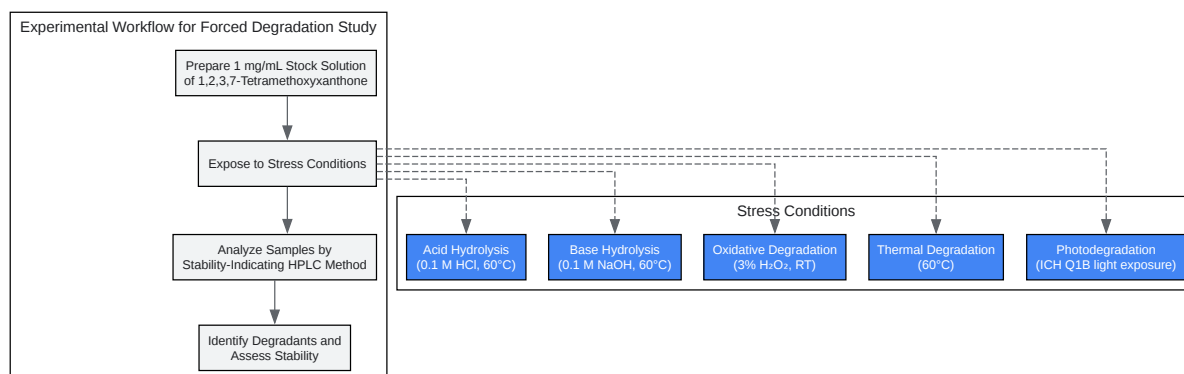 Experimental Workflow for Forced Degradation Study
Prepare 1 mg/mL Stock Solution
of 1,2,3,7-Tetramethoxyxanthone
Expose to Stress Conditions
Analyze Samples by
Stability-Indicating HPLC Method
Identify Degradants and
Assess Stability
Stress Conditions
Acid Hydrolysis
(0.1 M HCl, 60°C)
Base Hydrolysis
(0.1 M NaOH, 60°C)
Oxidative Degradation
(3% H₂O₂, RT)
Thermal Degradation
(60°C)
Photodegradation
(ICH Q1B light exposure)